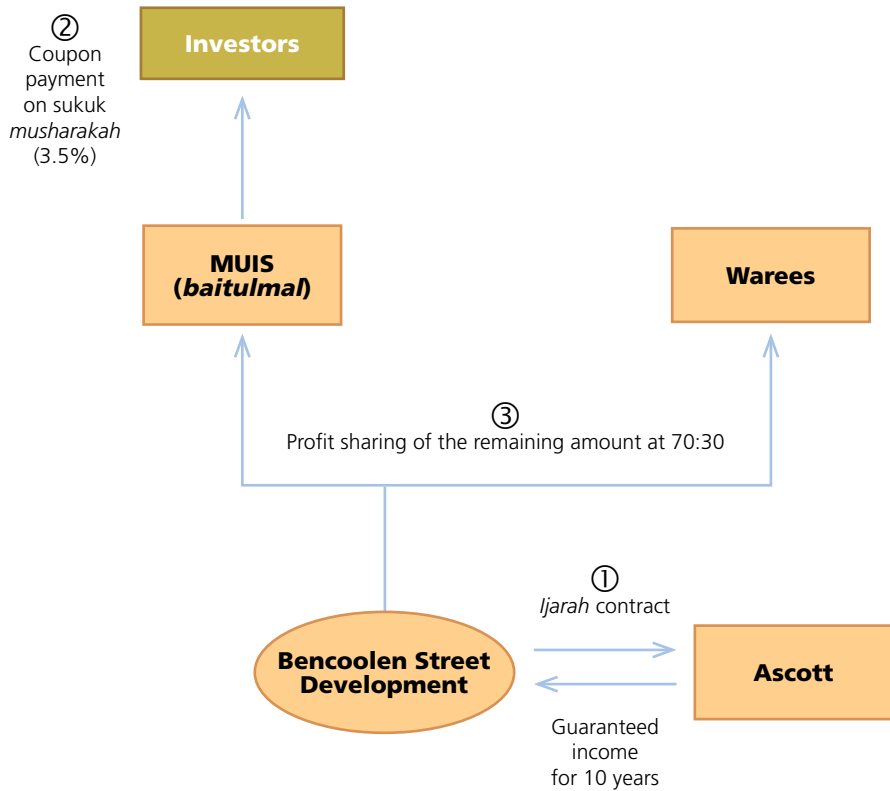 ②
Coupon
payment
on sukuk
musharakah
(3.5%)
Investors
MUIS
(baitulmal)
Warees
③
Profit sharing of the remaining amount at 70:30
①
Ijarah contract
Bencoolen Street
Development
Ascott
Guaranteed
income
for 10 years